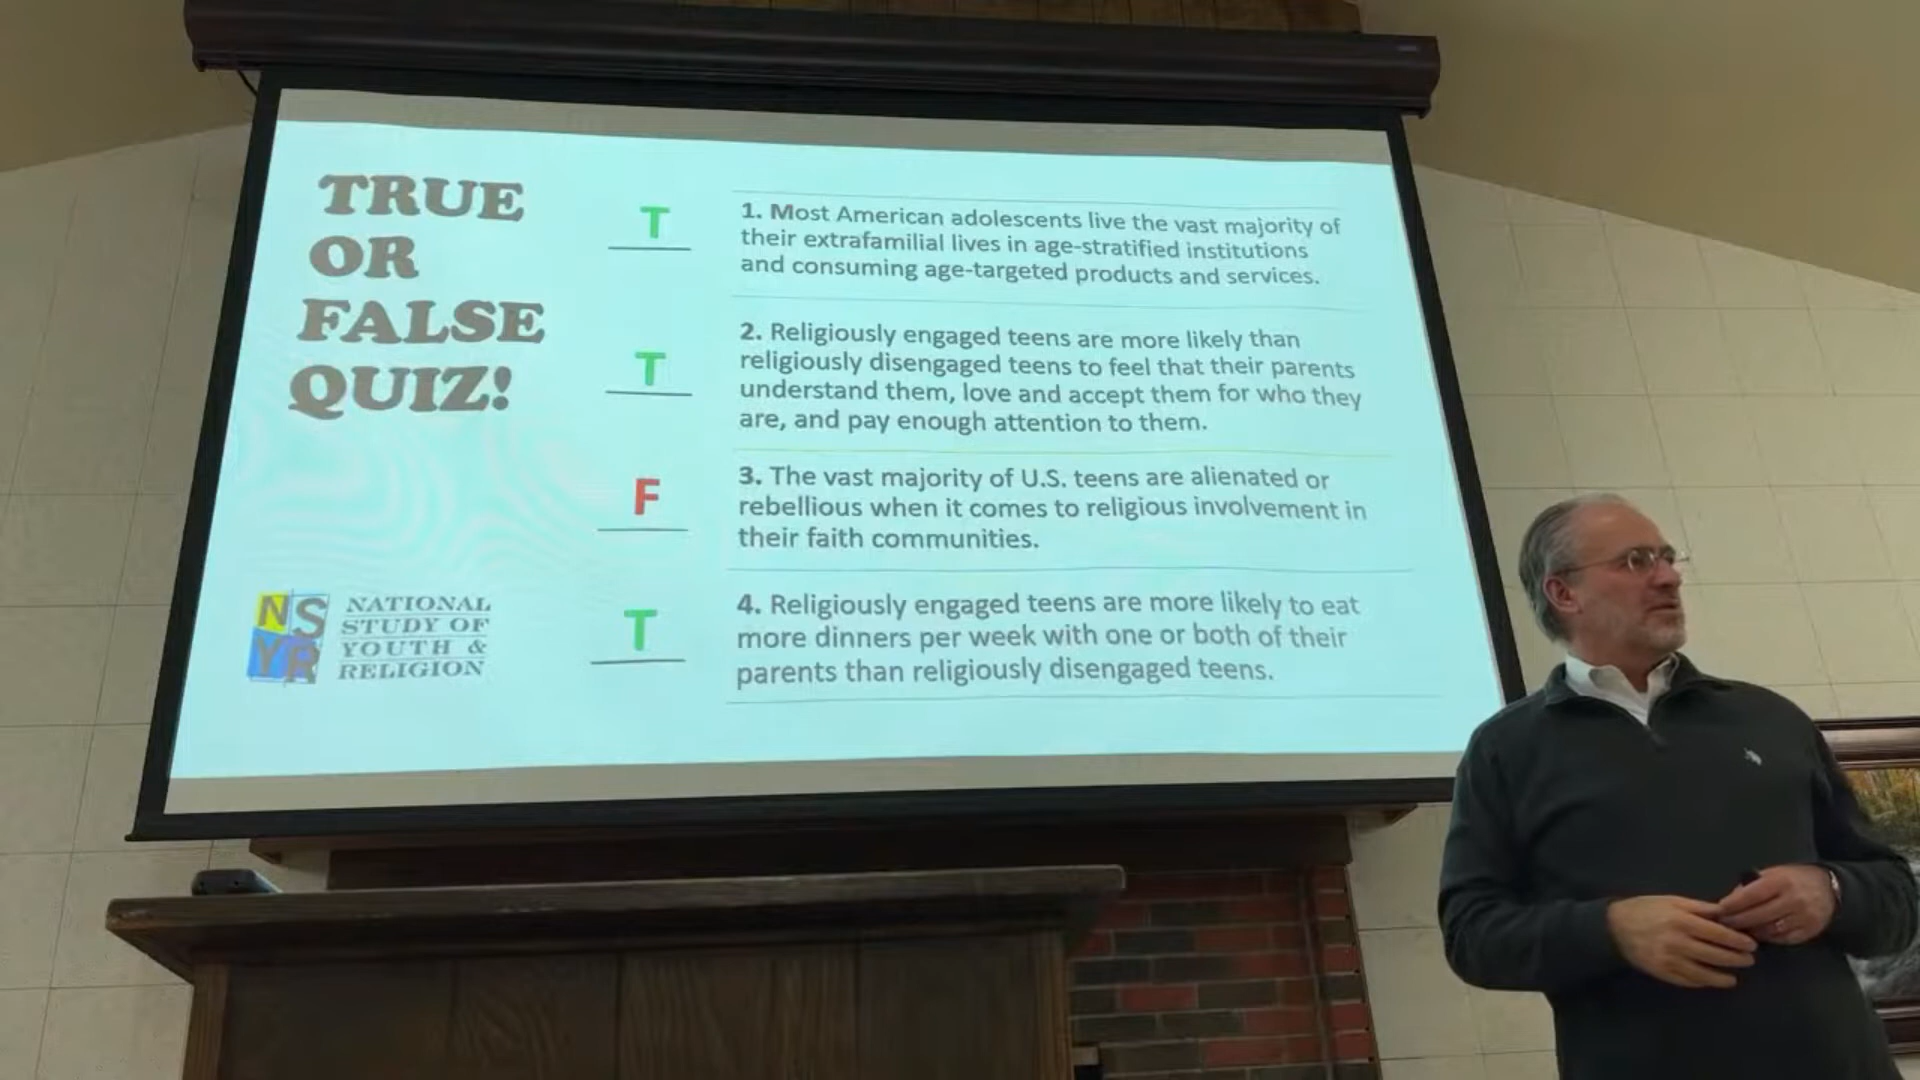 TRUE
OR
FALSE
QUIZ!
T
1. Most American adolescents live the vast majority of
their extrafamilial lives in age-stratified institutions
and consuming age-targeted products and services.
T
2. Religiously engaged teens are more likely than
religiously disengaged teens to feel that their parents
understand them, love and accept them for who they
are, and pay enough attention to them.
F
3. The vast majority of U.S. teens are alienated or
rebellious when it comes to religious involvement in
their faith communities.
T
4. Religiously engaged teens are more likely to eat
more dinners per week with one or both of their
parents than religiously disengaged teens.
NS
YR
NATIONAL
STUDY OF
YOUTH &
RELIGION